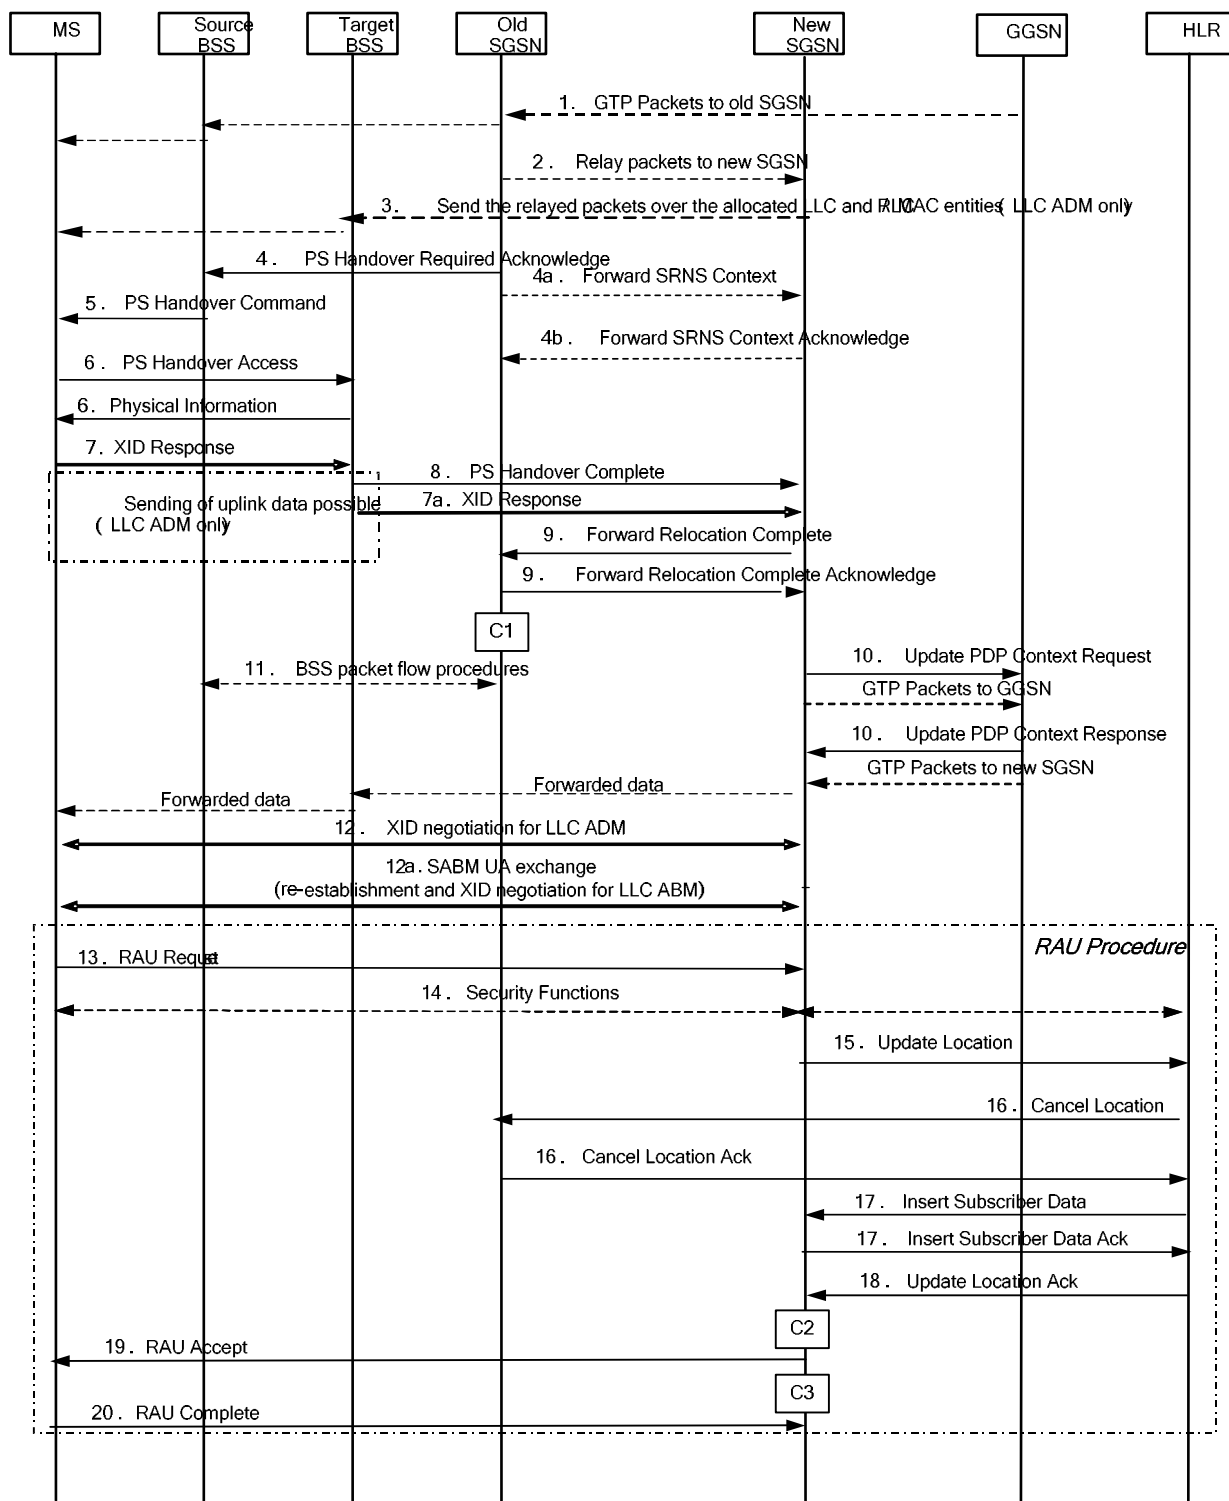 MS
Source
BSS
Target
BSS
Old
SGSN
New
SGSN
GGSN
HLR
1. GTP Packets to old SGSN
2. Relay packets to new SGSN
3. Send the relayed packets over the allocated LLC and RLC/MAC entities (LLC ADM only)
4. PS Handover Required Acknowledge
4a. Forward SRNS Context
5. PS Handover Command
4b. Forward SRNS Context Acknowledge
6. PS Handover Access
6. Physical Information
7. XID Response
8. PS Handover Complete
Sending of uplink data possible
(LLC ADM only)
7a. XID Response
9. Forward Relocation Complete
9. Forward Relocation Complete Acknowledge
C1
11. BSS packet flow procedures
10. Update PDP Context Request
GTP Packets to GGSN
10. Update PDP Context Response
GTP Packets to new SGSN
Forwarded data
Forwarded data
12. XID negotiation for LLC ADM
12a. SABM UA exchange
(re-establishment and XID negotiation for LLC ABM)
RAU Procedure
13. RAU Request
14. Security Functions
15. Update Location
16. Cancel Location
16. Cancel Location Ack
17. Insert Subscriber Data
17. Insert Subscriber Data Ack
18. Update Location Ack
C2
19. RAU Accept
C3
20. RAU Complete